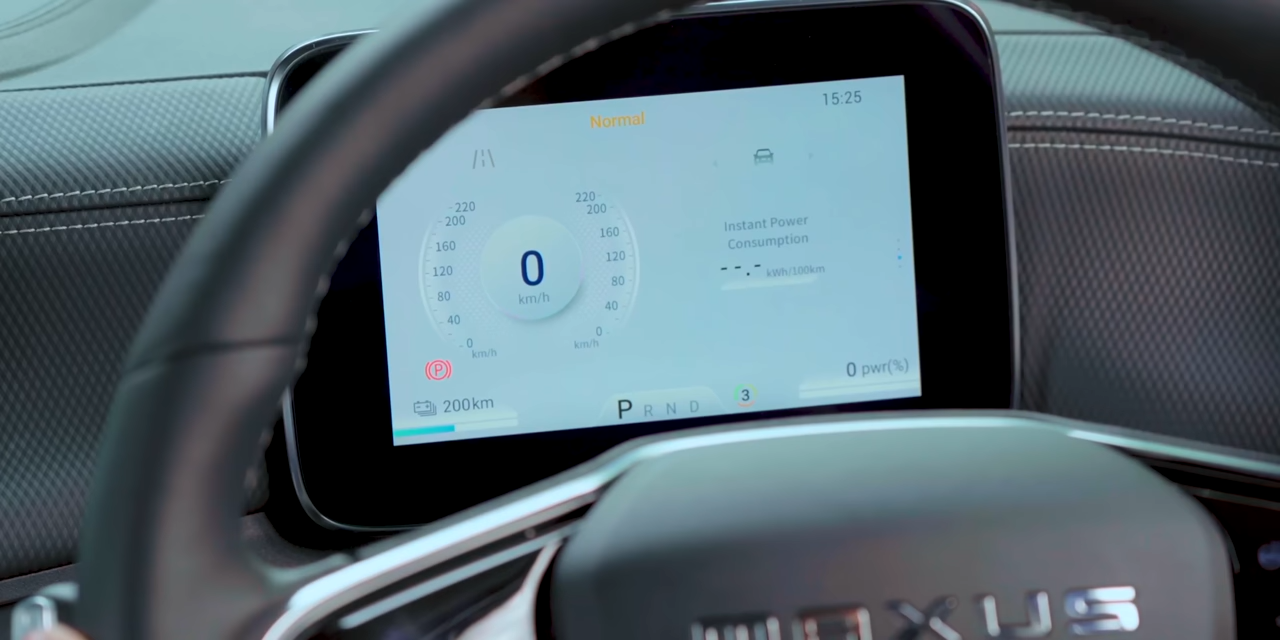 15:25
Normal
220
200
160
120
80
40
0
km/h
0
km/h
220
200
160
120
80
40
0
km/h
Instant Power
Consumption
--.- kWh/100km
P
200km
P R N D
3
0 pwr(%)